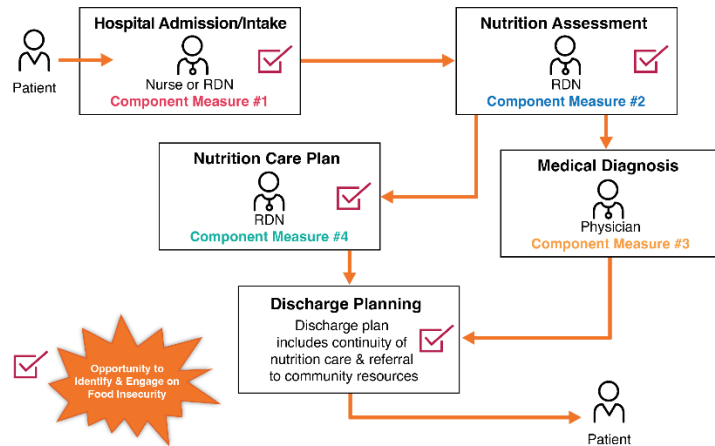 Hospital Admission/Intake
Patient
Nurse or RDN
Component Measure #1
Nutrition Assessment
RDN
Component Measure #2
Nutrition Care Plan
RDN
Component Measure #4
Medical Diagnosis
Physician
Component Measure #3
Discharge Planning
Discharge plan
includes continuity of
nutrition care & referral
to community resources
Opportunity to
Identify & Engage on
Food Insecurity
Patient